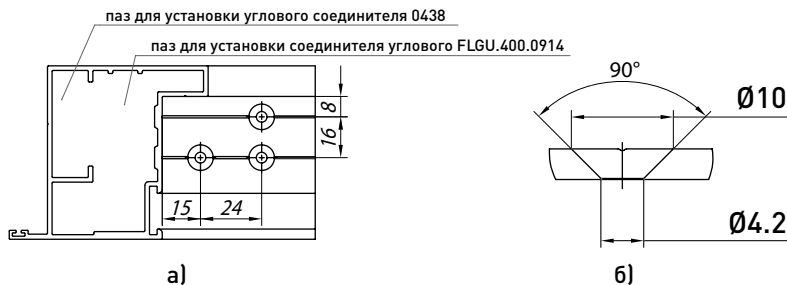 паз для установки углового соединителя 0438
паз для установки соединителя углового FLGU.400.0914
8
16
15
24
90°
Ø10
Ø4.2
а)
б)